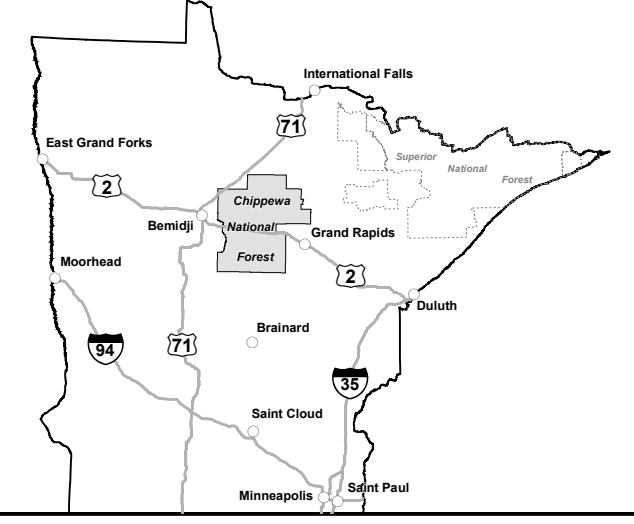 International Falls
71
East Grand Forks
Superior
National
Forest
2
Chippewa
National
Forest
Bemidji
Grand Rapids
Moorhead
2
Duluth
Brainard
94
71
35
Saint Cloud
Minneapolis
Saint Paul